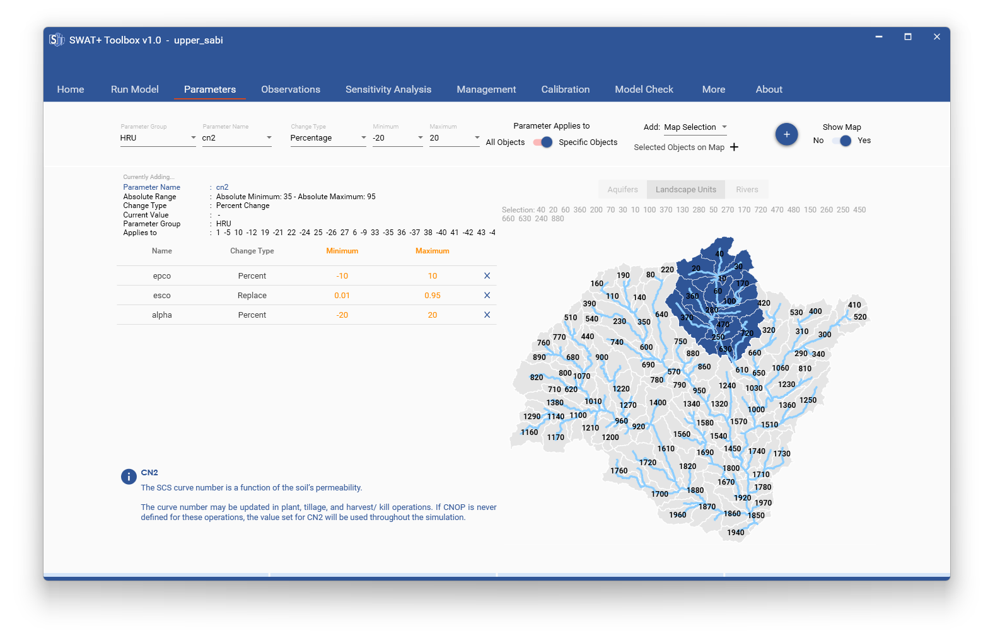 SWAT+ Toolbox v1.0 - upper_sabi
Home Run Model Parameters Observations Sensitivity Analysis Management Calibration Model Check More About
Parameter Group Parameter Name Change Type Minimum Maximum
HRU cn2 Percentage -20 20
Parameter Applies to
All Objects Specific Objects
Add: Map Selection
Selected Objects on Map +
+
Show Map
No Yes
Currently Adding...
Parameter Name : cn2
Absolute Range : Absolute Minimum: 35 - Absolute Maximum: 95
Change Type : Percent Change
Current Value : -
Parameter Group : HRU
Applies to : 1 -5 10 -12 19 -21 22 -24 25 -26 27 6 -9 33 -35 36 -37 38 -40 41 -42 43 -4
Name Change Type Minimum Maximum
epco Percent -10 10 X
esco Replace 0.01 0.95 X
alpha Percent -20 20 X
i CN2
The SCS curve number is a function of the soil's permeability.
The curve number may be updated in plant, tillage, and harvest/ kill operations. If CNOP is never
defined for these operations, the value set for CN2 will be used throughout the simulation.
Aquifers Landscape Units Rivers
Selection: 40 20 60 360 200 70 30 10 100 370 130 280 50 270 170 720 470 480 150 260 250 450
660 630 240 880
40
220 20 30
190 80 10
160 60 170
110 140 360 100
390 420 410
280 530 400
510 540 230 350 640 370 470 520
770 440 250 720 320 310 300
760 740 600 750 630
890 680 900 880 660 290 340
690 570 860 610 650 1060 810
820 800 1070 780 790
710 620 1220 950 1240 1030 1230
1380 1010 1270 1400 1340 1320 1000 1360 1250
1290 1140 1100 960 920 1580 1570 1510
1160 1170 1210 1200 1560 1540
1610 1690 1450 1740 1730
1760 1720 1820 1800 1710
1700 1880 1670 1780
1870 1920 1970
1960 1860 1850
1940